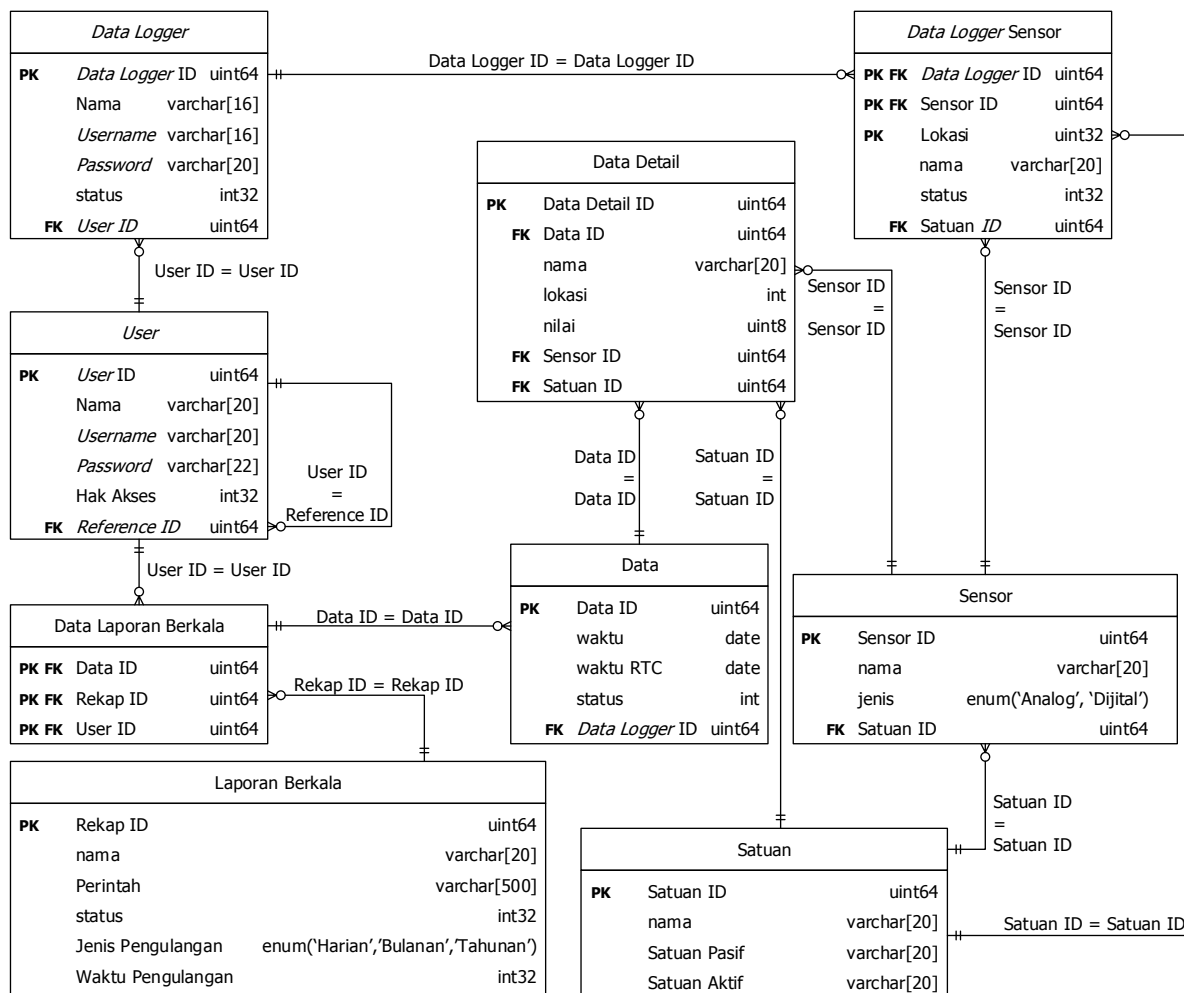 Data Logger
PK Data Logger ID uint64
Nama varchar[16]
Username varchar[16]
Password varchar[20]
status int32
FK User ID uint64
Data Logger ID = Data Logger ID
Data Logger Sensor
PK FK Data Logger ID uint64
PK FK Sensor ID uint64
PK Lokasi uint32
nama varchar[20]
status int32
FK Satuan ID uint64
Data Detail
PK Data Detail ID uint64
FK Data ID uint64
nama varchar[20]
lokasi int
nilai uint8
FK Sensor ID uint64
FK Satuan ID uint64
User ID = User ID
Sensor ID
=
Sensor ID
Sensor ID
=
Sensor ID
User
PK User ID uint64
Nama varchar[20]
Username varchar[20]
Password varchar[22]
Hak Akses int32
FK Reference ID uint64
User ID
=
Reference ID
Data ID
=
Data ID
Satuan ID
=
Satuan ID
User ID = User ID
Data Laporan Berkala
PK FK Data ID uint64
PK FK Rekap ID uint64
PK FK User ID uint64
Data ID = Data ID
Rekap ID = Rekap ID
Data
PK Data ID uint64
waktu date
waktu RTC date
status int
FK Data Logger ID uint64
Sensor
PK Sensor ID uint64
nama varchar[20]
jenis enum(‘Analog’, ‘Dijital’)
FK Satuan ID uint64
Laporan Berkala
PK Rekap ID uint64
nama varchar[20]
Perintah varchar[500]
status int32
Jenis Pengulangan enum(‘Harian’,’Bulanan’,’Tahunan’)
Waktu Pengulangan int32
Satuan ID
=
Satuan ID
Satuan
PK Satuan ID uint64
nama varchar[20]
Satuan Pasif varchar[20]
Satuan Aktif varchar[20]
Satuan ID = Satuan ID